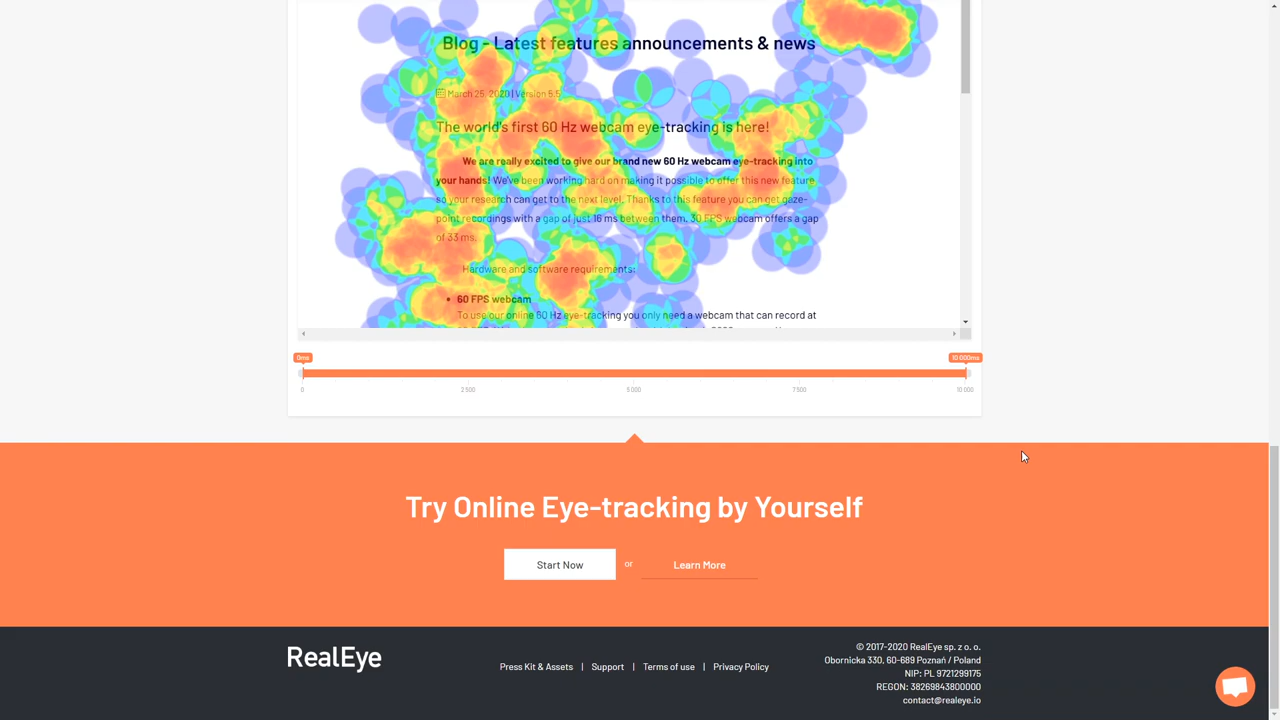 Blog - Latest features announcements & news
March 25, 2020 | Version 5.5
The world's first 60 Hz webcam eye-tracking is here!
We are really excited to give our brand new 60 Hz webcam eye-tracking into
your hands! We've been working hard on making it possible to offer this new feature
so your research can get to the next level. Thanks to this feature you can get gaze-
point recordings with a gap of just 16 ms between them. 30 FPS webcam offers a gap
of 33 ms.
Hardware and software requirements:
• 60 FPS webcam
To use our online 60 Hz eye-tracking you only need a webcam that can record at
0ms
10 000ms
0
2 500
5 000
7 500
10 000
Try Online Eye-tracking by Yourself
Start Now
or
Learn More
RealEye
Press Kit & Assets | Support | Terms of use | Privacy Policy
© 2017-2020 RealEye sp. z o. o.
Obornicka 330, 60-689 Poznań / Poland
NIP: PL 9721299175
REGON: 38269843800000
contact@realeye.io